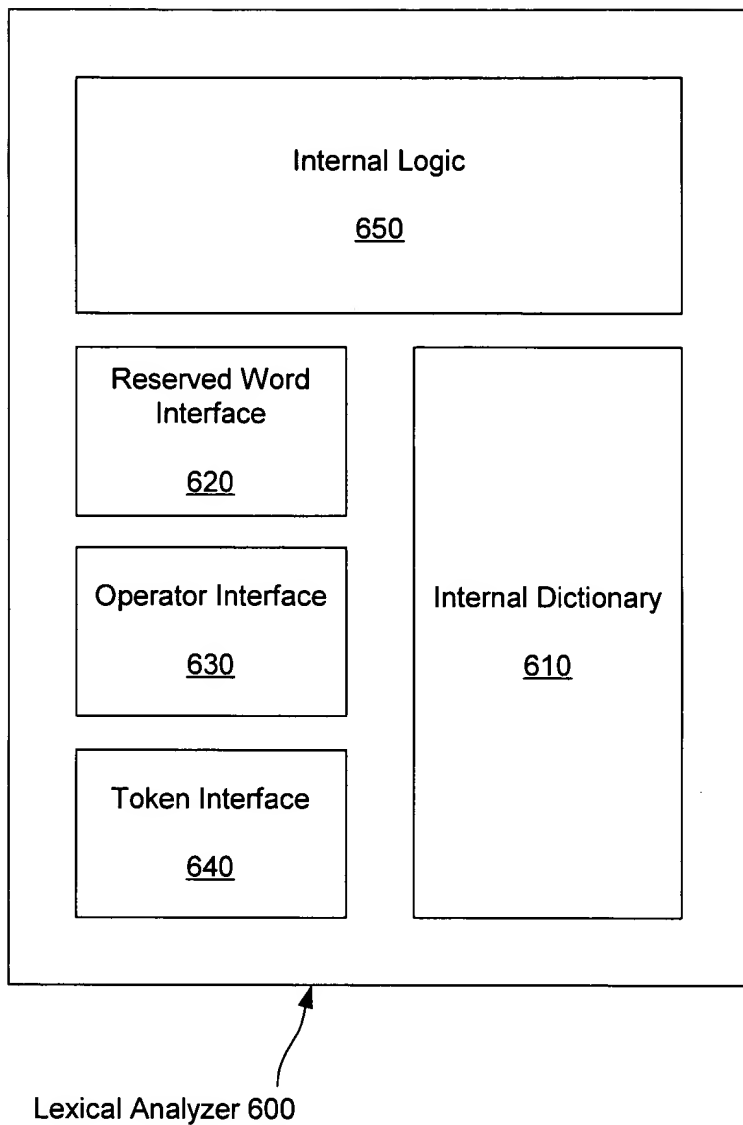 Internal Logic
650
Reserved Word
Interface
620
Operator Interface
630
Token Interface
640
Internal Dictionary
610
Lexical Analyzer 600